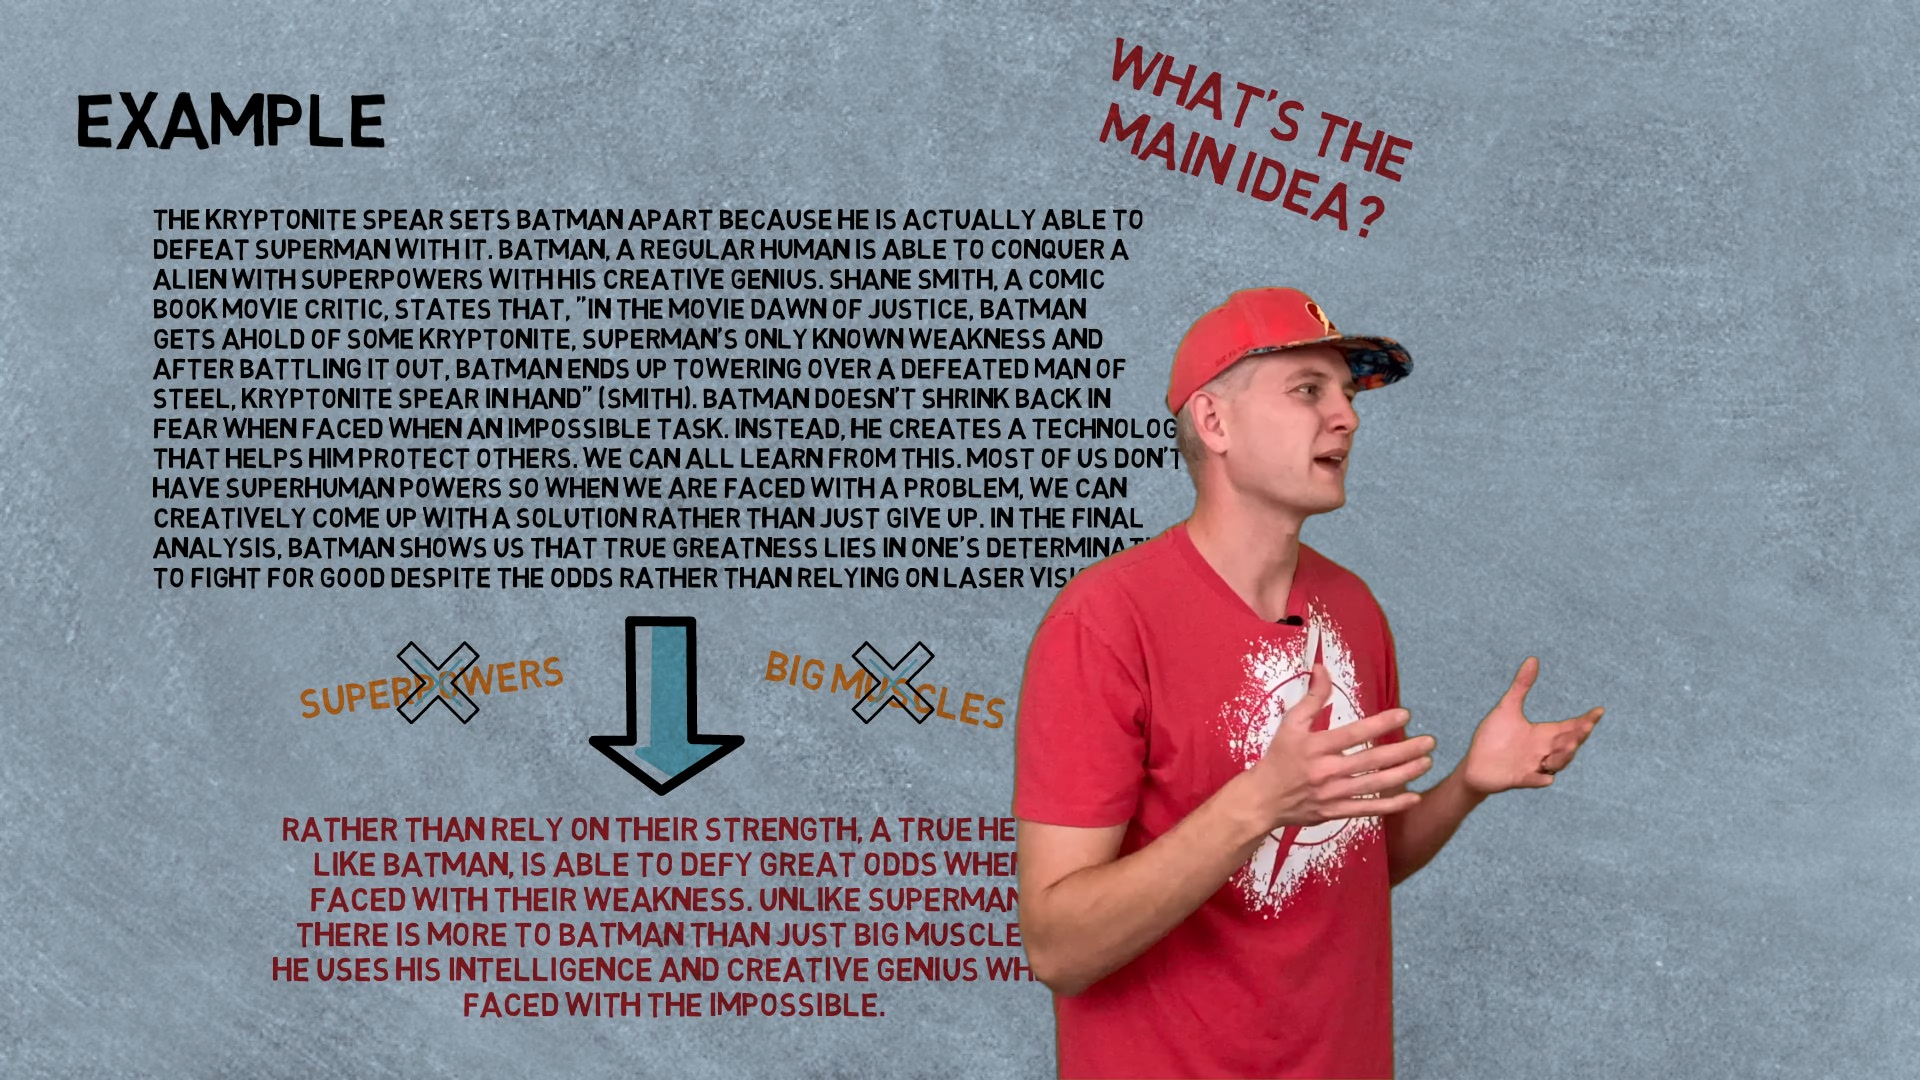 EXAMPLE
WHAT'S THE
MAIN IDEA?
THE KRYPTONITE SPEAR SETS BATMAN APART BECAUSE HE IS ACTUALLY ABLE TO
DEFEAT SUPERMAN WITH IT. BATMAN, A REGULAR HUMAN IS ABLE TO CONQUER A
ALIEN WITH SUPERPOWERS WITH HIS CREATIVE GENIUS. SHANE SMITH, A COMIC
BOOK MOVIE CRITIC, STATES THAT, "IN THE MOVIE DAWN OF JUSTICE, BATMAN
GETS AHOLD OF SOME KRYPTONITE, SUPERMAN'S ONLY KNOWN WEAKNESS AND
AFTER BATTLING IT OUT, BATMAN ENDS UP TOWERING OVER A DEFEATED MAN OF
STEEL, KRYPTONITE SPEAR IN HAND" (SMITH). BATMAN DOESN'T SHRINK BACK IN
FEAR WHEN FACED WHEN AN IMPOSSIBLE TASK. INSTEAD, HE CREATES A
THAT HELPS HIM PROTECT OTHERS. WE CAN ALL LEARN FROM THIS. MOST OF US DON'T
HAVE SUPERHUMAN POWERS SO WHEN WE ARE FACED WITH A PROBLEM, WE CAN
CREATIVELY COME UP WITH A SOLUTION RATHER THAN JUST GIVE UP. IN THE FINAL
ANALYSIS, BATMAN SHOWS US THAT TRUE GREATNESS LIES IN ONE'S
TO FIGHT FOR GOOD DESPITE THE ODDS RATHER THAN RELYING ON LASER
SUPERPOWERS
BIG MUSCLES
RATHER THAN RELY ON THEIR STRENGTH, A TRUE
LIKE BATMAN, IS ABLE TO DEFY GREAT ODDS WHEN
FACED WITH THEIR WEAKNESS. UNLIKE SUPERMAN
THERE IS MORE TO BATMAN THAN JUST BIG
HE USES HIS INTELLIGENCE AND CREATIVE GENIUS
FACED WITH THE IMPOSSIBLE.